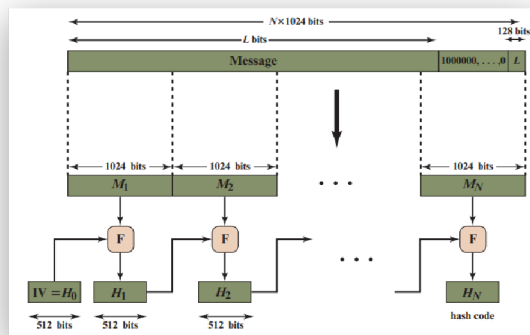 N×1024 bits
L bits
128 bits
Message 1000000, . . . ,0 L
1024 bits 1024 bits 1024 bits
M1 M2 • • • MN
F F F
• • •
IV = H0 H1 H2 HN
512 bits 512 bits 512 bits hash code